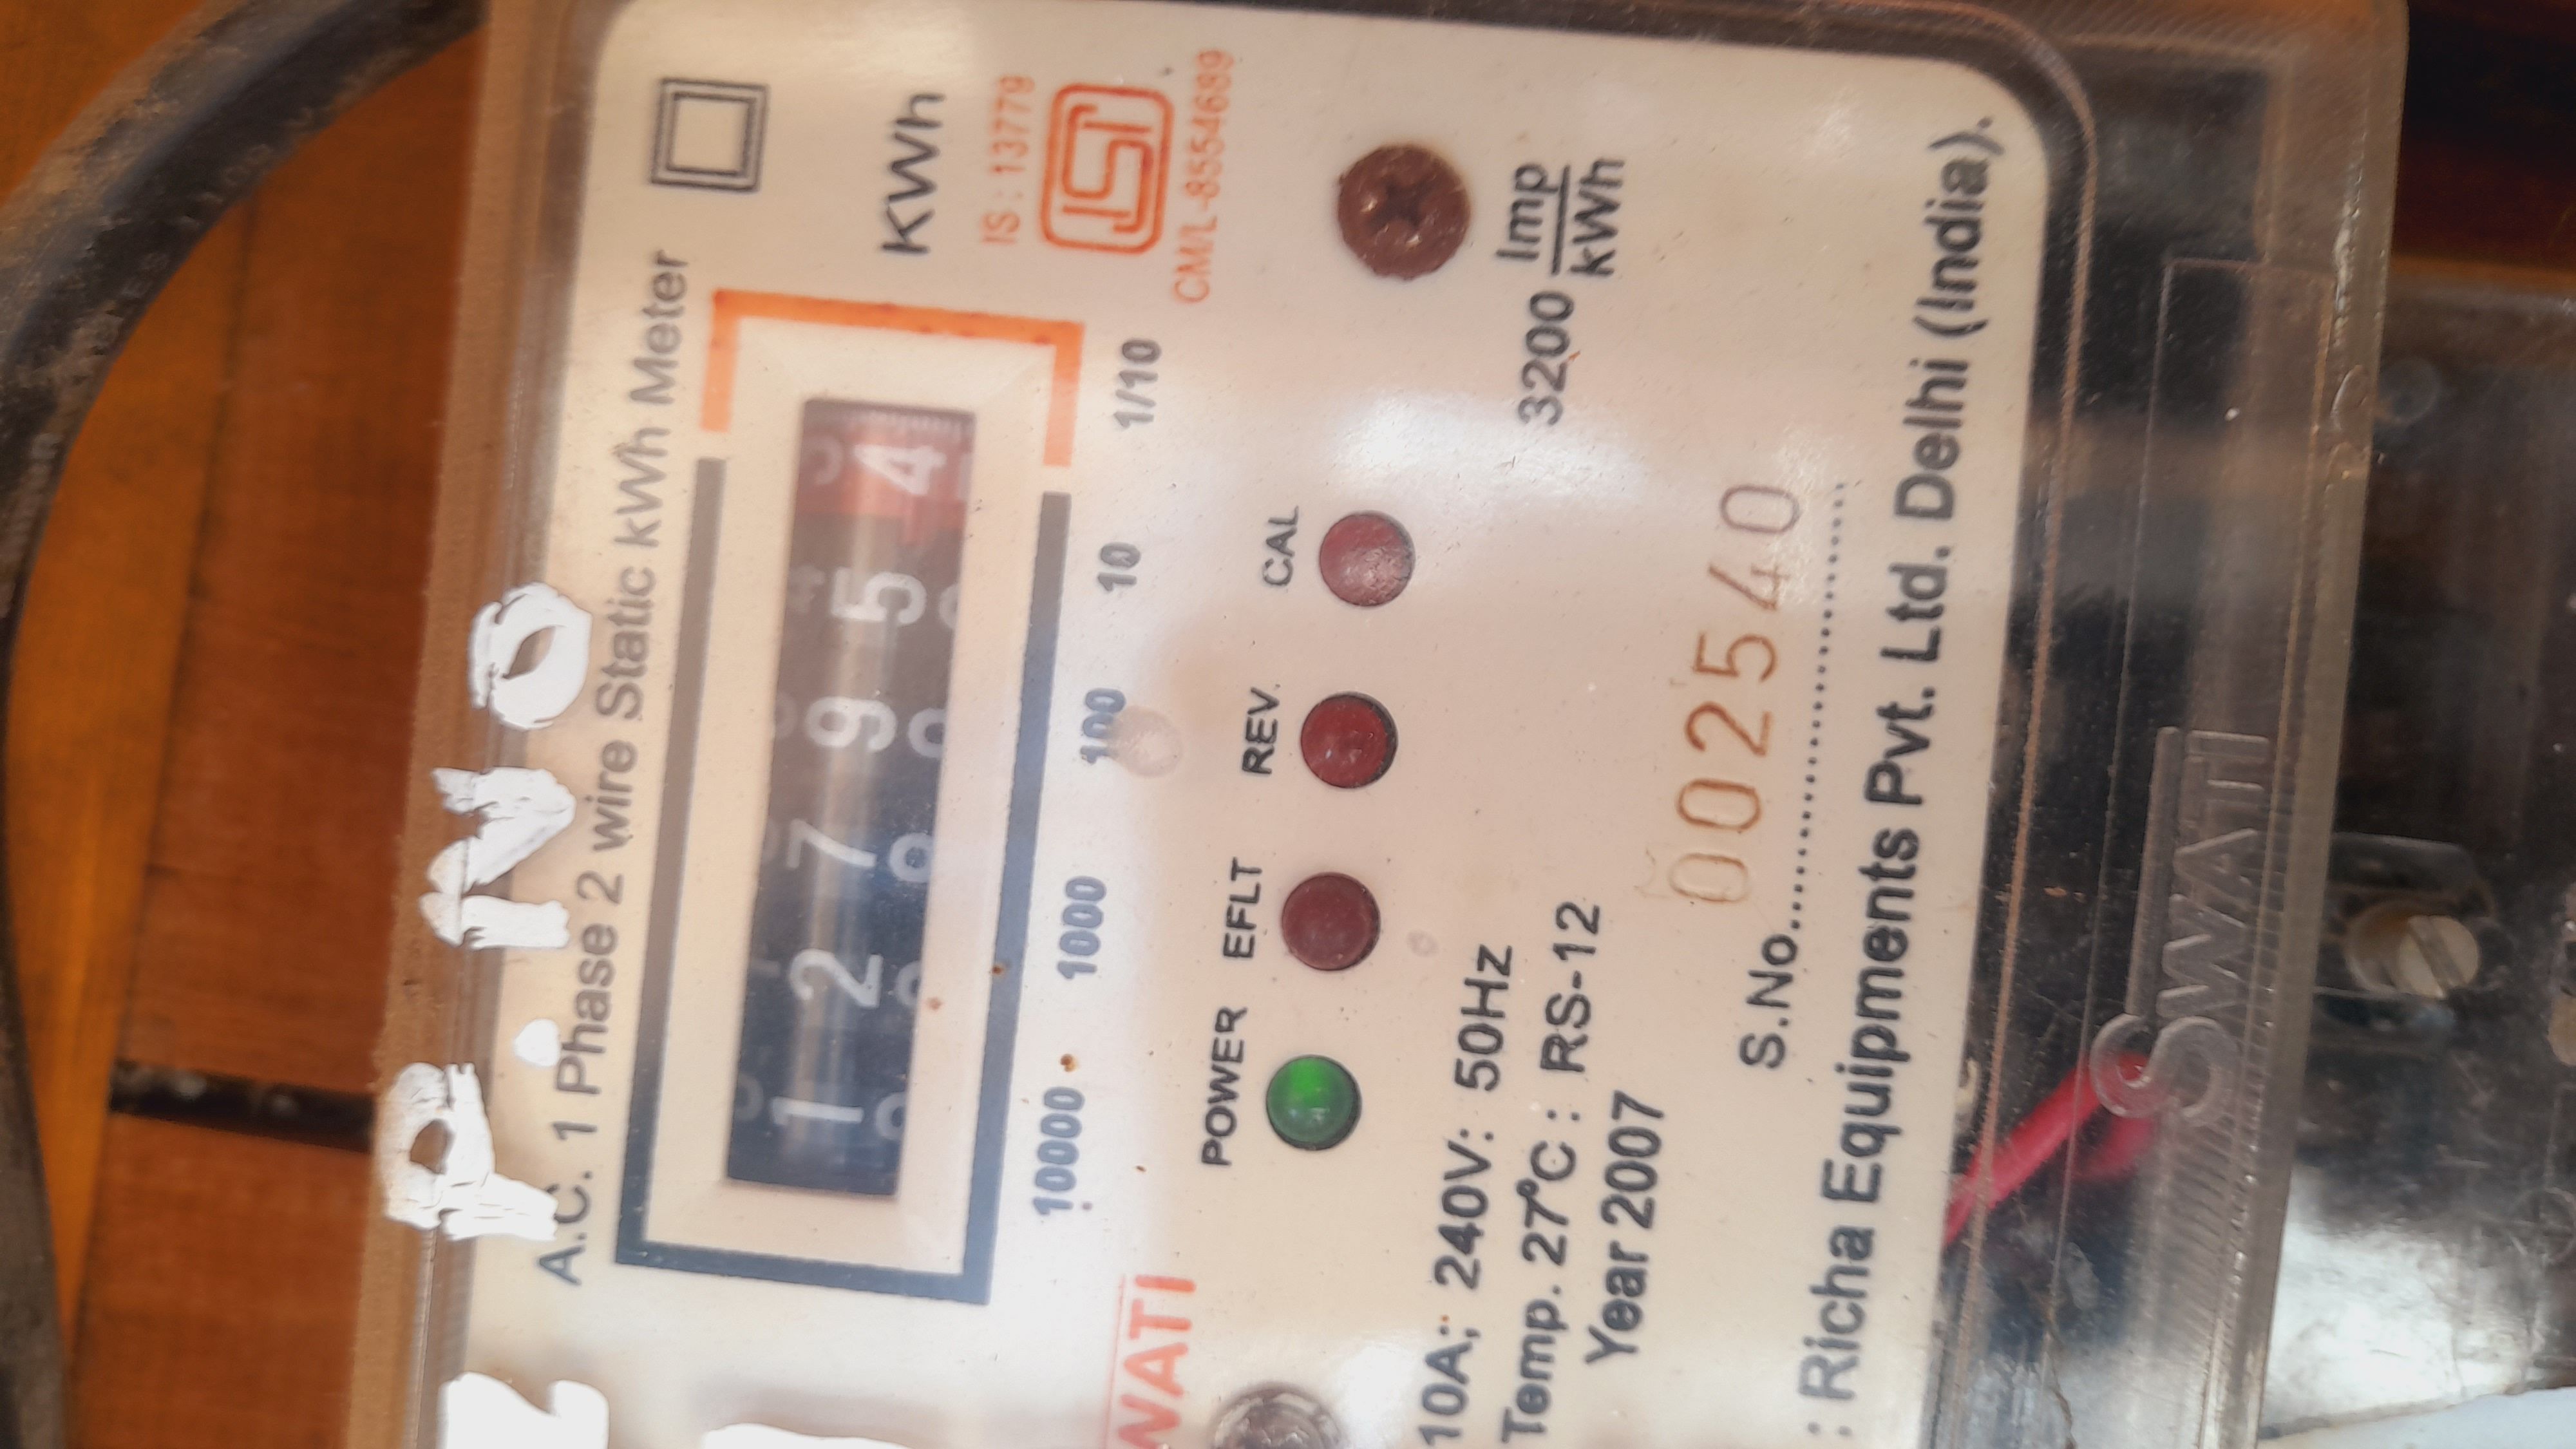 P.NO
A.C. 1 Phase 2 wire Static kWh Meter
1 2 7 9 5 4
KWh
10000 1000 100 10 1/10
IS : 13779
ISI
CM/L-8554689
POWER EFLT REV. CAL
10A; 240V: 50Hz
Temp. 27°C : RS-12
Year 2007
3200 Imp
kWh
002540
S.No.
: Richa Equipments Pvt. Ltd. Delhi (India).
SWATI